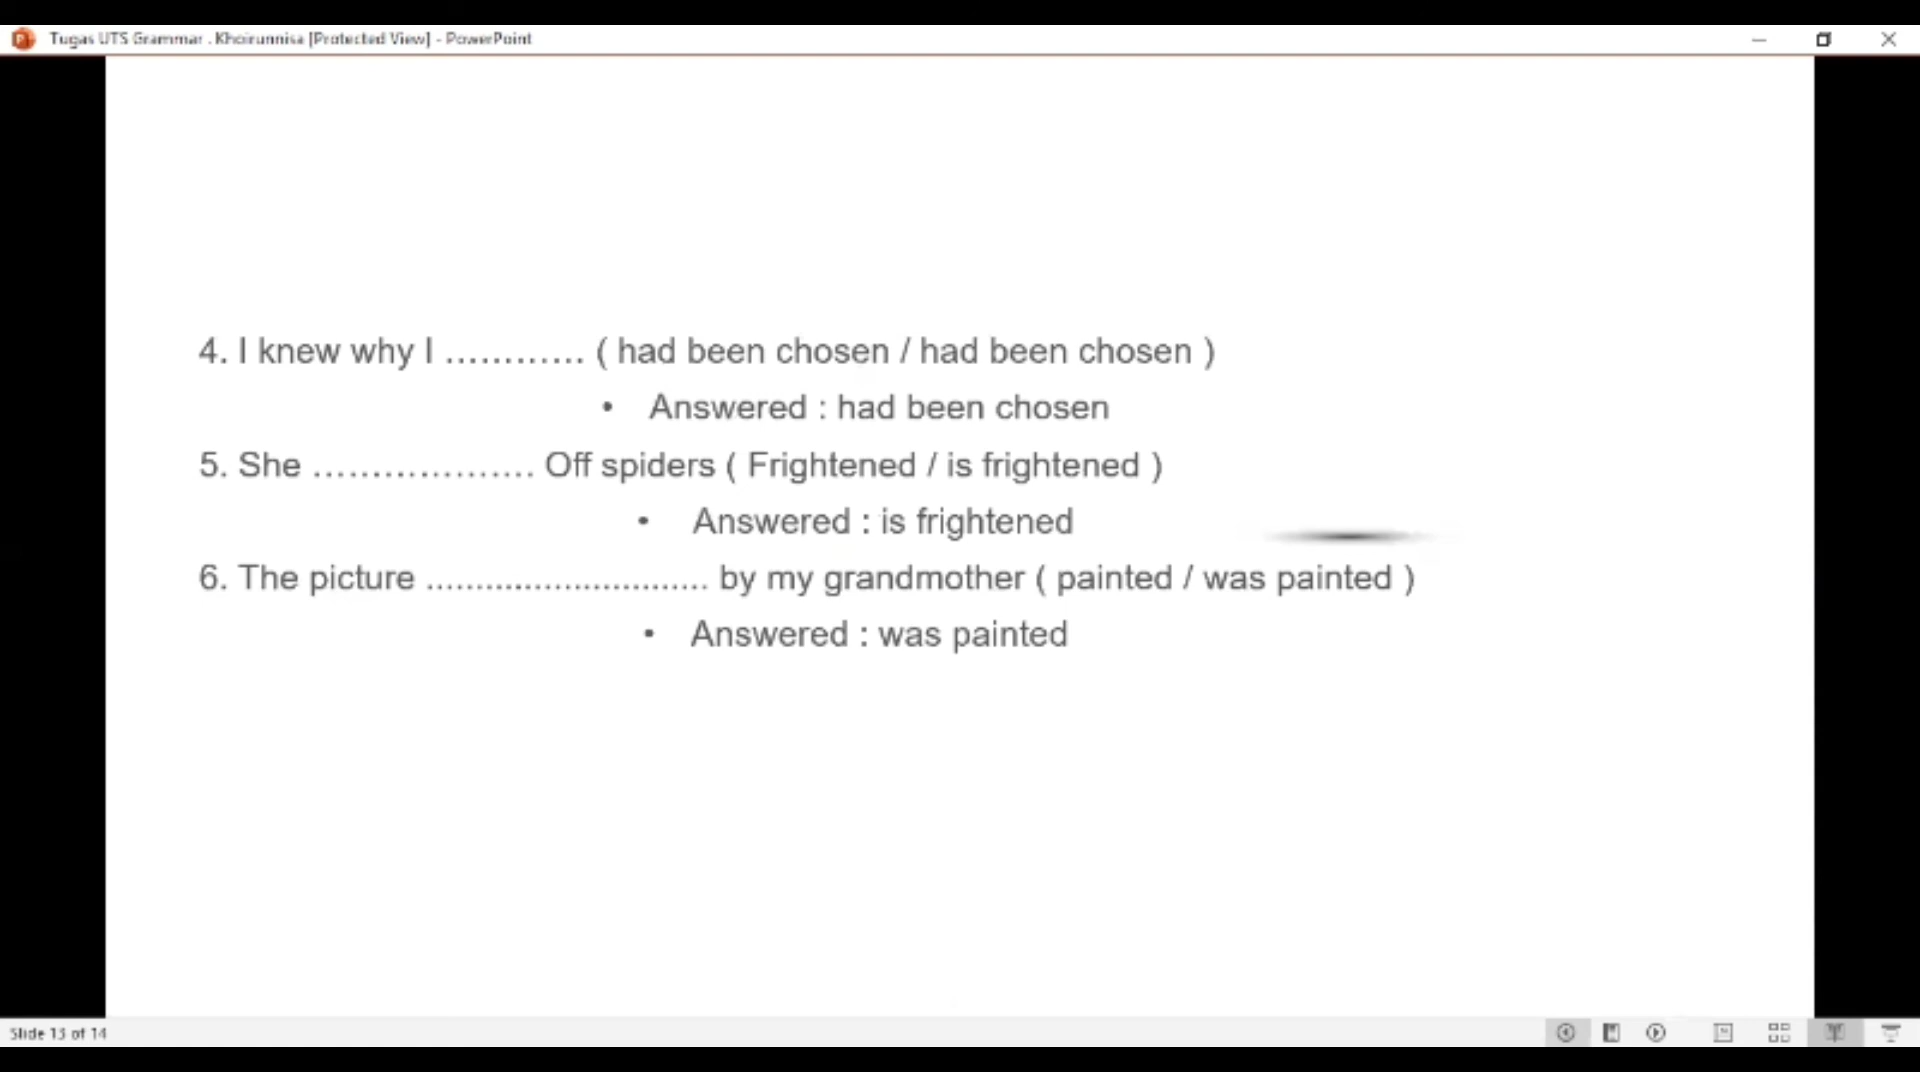 Tugas UTS Grammar . Khoirunnisa [Protected View] - PowerPoint
4. I knew why I ............ ( had been chosen / had been chosen )
• Answered : had been chosen
5. She ................... Off spiders ( Frightened / is frightened )
• Answered : is frightened
6. The picture ............................. by my grandmother ( painted / was painted )
• Answered : was painted
Slide 13 of 14